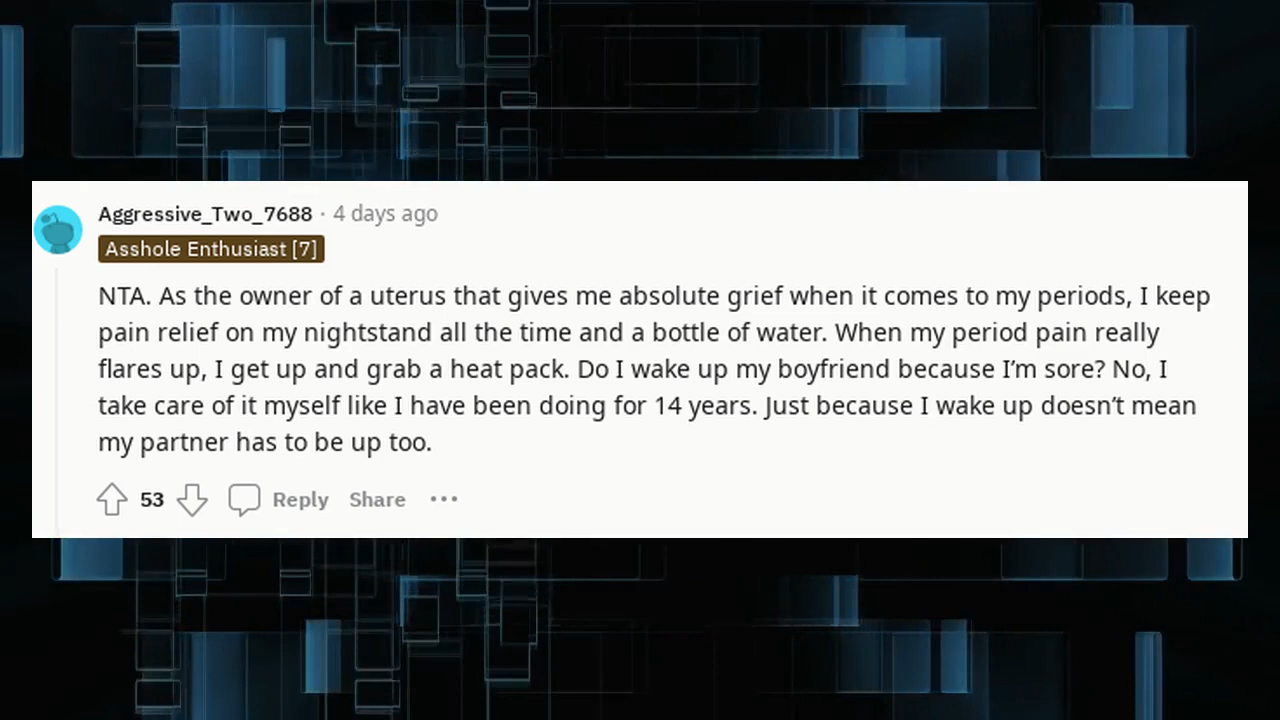 Aggressive_Two_7688 · 4 days ago
Asshole Enthusiast [7]
NTA. As the owner of a uterus that gives me absolute grief when it comes to my periods, I keep
pain relief on my nightstand all the time and a bottle of water. When my period pain really
flares up, I get up and grab a heat pack. Do I wake up my boyfriend because I’m sore? No, I
take care of it myself like I have been doing for 14 years. Just because I wake up doesn’t mean
my partner has to be up too.
53 Reply Share ···